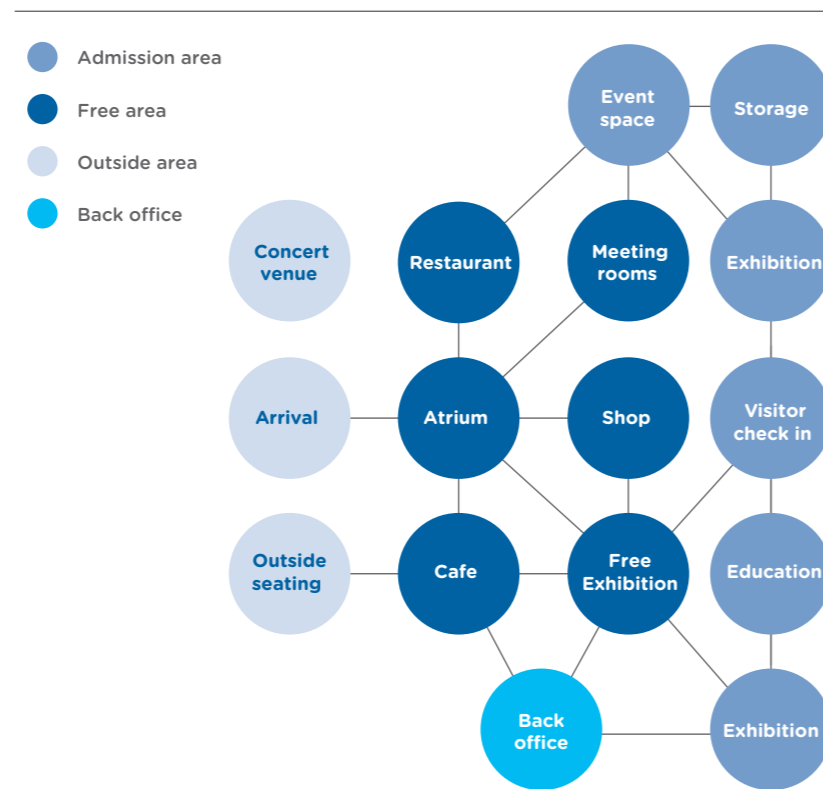 Admission area
Free area
Outside area
Back office
Event
space
Storage
Concert
venue
Restaurant
Meeting
rooms
Exhibition
Arrival
Atrium
Shop
Visitor
check in
Outside
seating
Cafe
Free
Exhibition
Education
Back
office
Exhibition